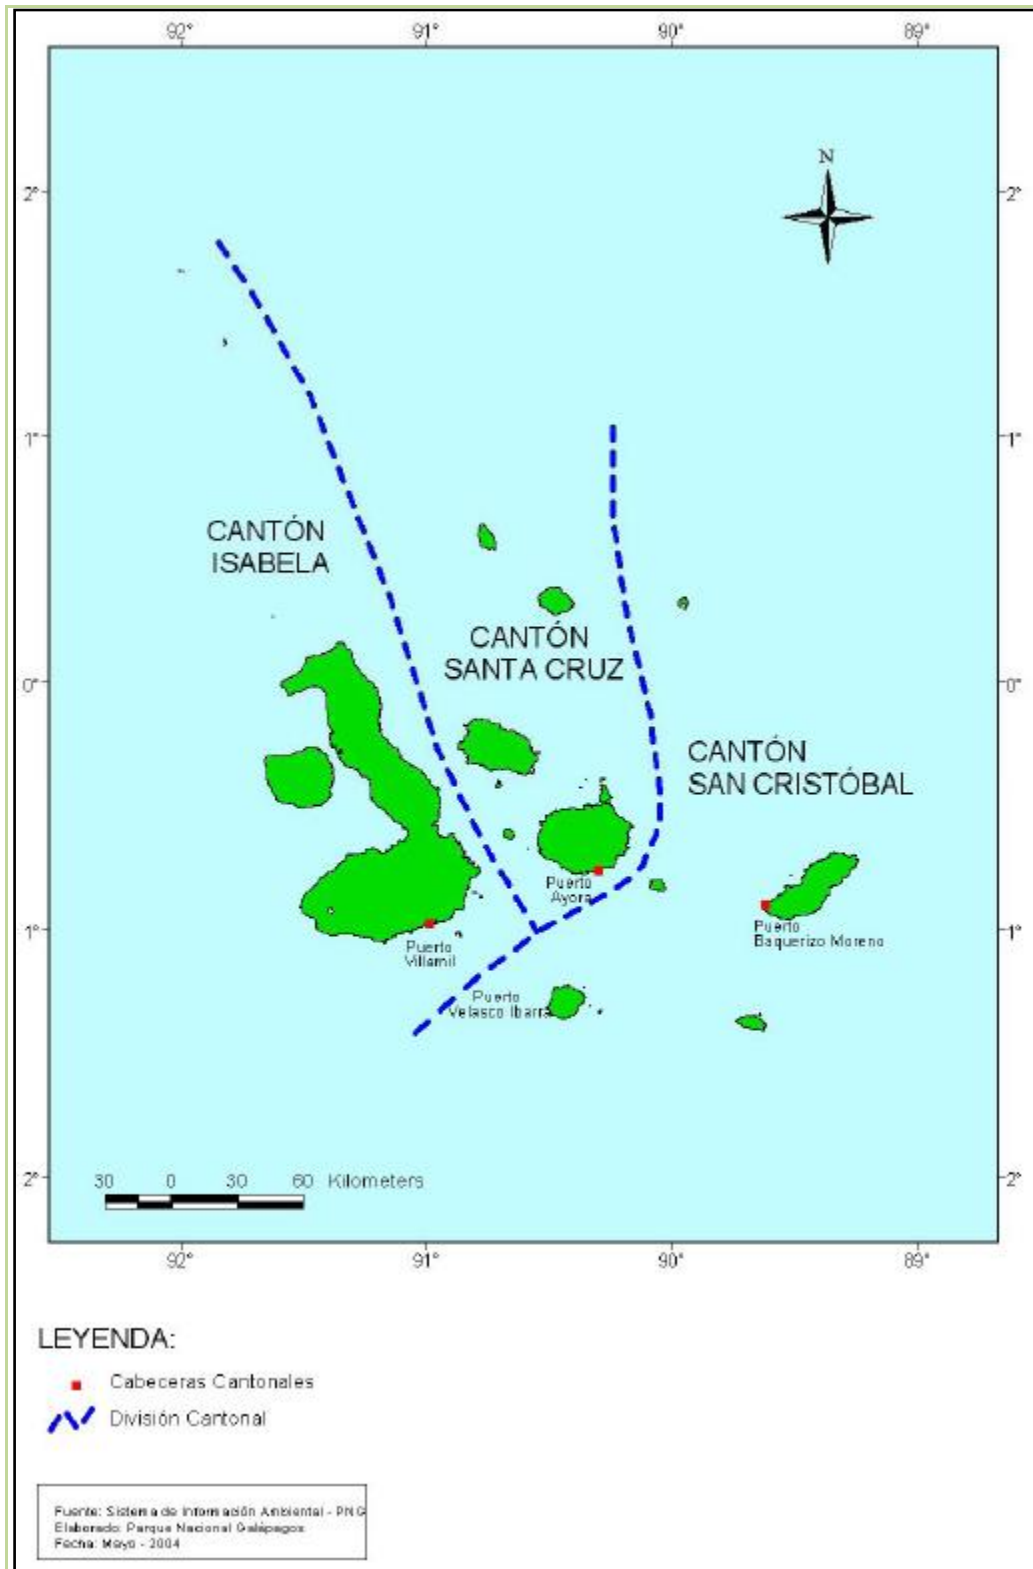 92° 91° 90° 89°
N
2° 2°
1° 1°
CANTÓN
ISABELA
CANTÓN
SANTA CRUZ
0° 0°
CANTÓN
SAN CRISTÓBAL
Puerto
Ayora
Puerto
Baquerizo Moreno
1° 1°
Puerto
Villamil
Puerto
Velasco Ibarra
2° 2°
30 0 30 60 Kilometers
92° 91° 90° 89°
LEYENDA:
Cabeceras Cantonales
División Cantonal
Fuente: Sistema de Información Ambiental - PNG
Elaborado: Parque Nacional Galápagos
Fecha: Mayo - 2004